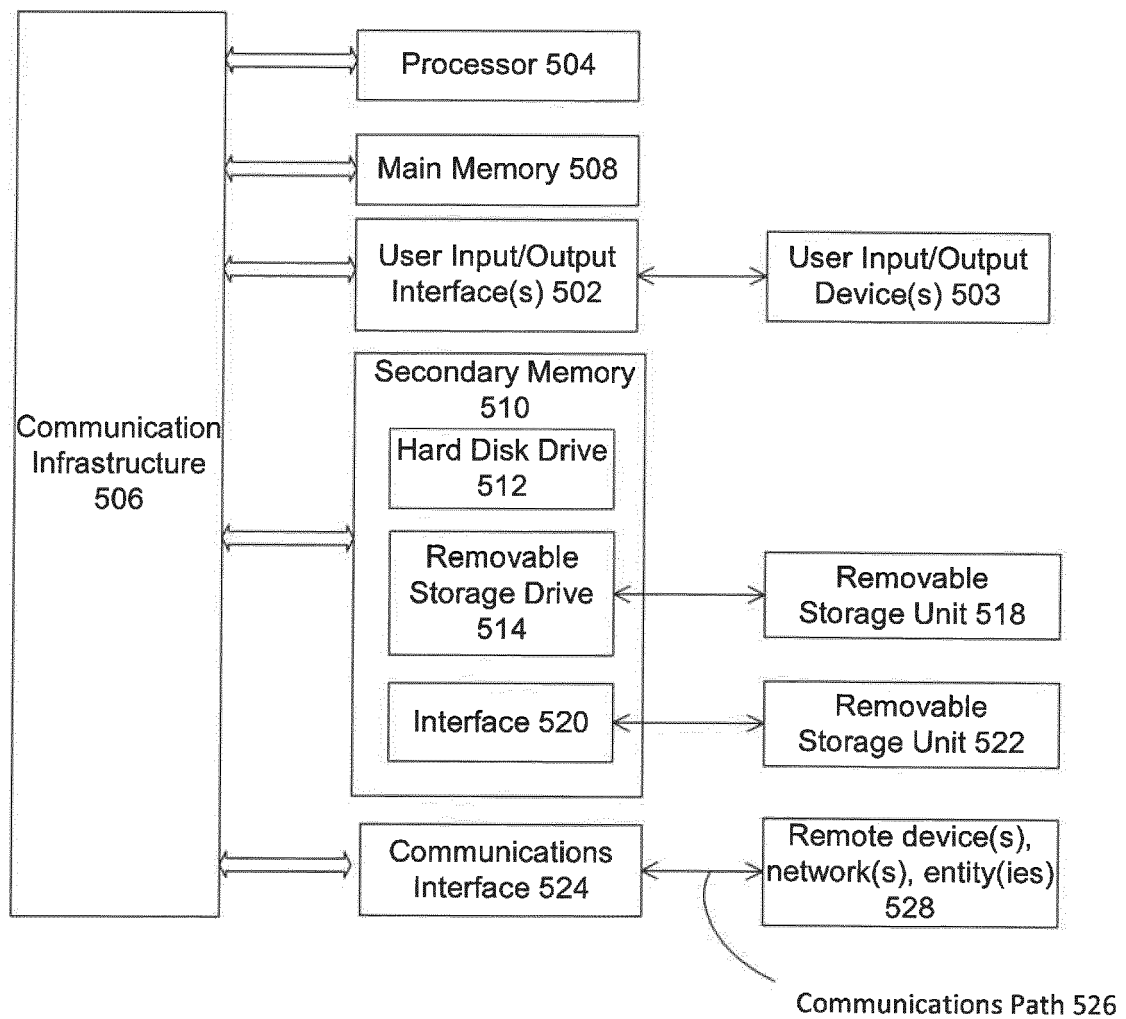 Processor 504
Main Memory 508
User Input/Output
Interface(s) 502
User Input/Output
Device(s) 503
Communication
Infrastructure
506
Secondary Memory
510
Hard Disk Drive
512
Removable
Storage Drive
514
Removable
Storage Unit 518
Interface 520
Removable
Storage Unit 522
Communications
Interface 524
Remote device(s),
network(s), entity(ies)
528
Communications Path 526